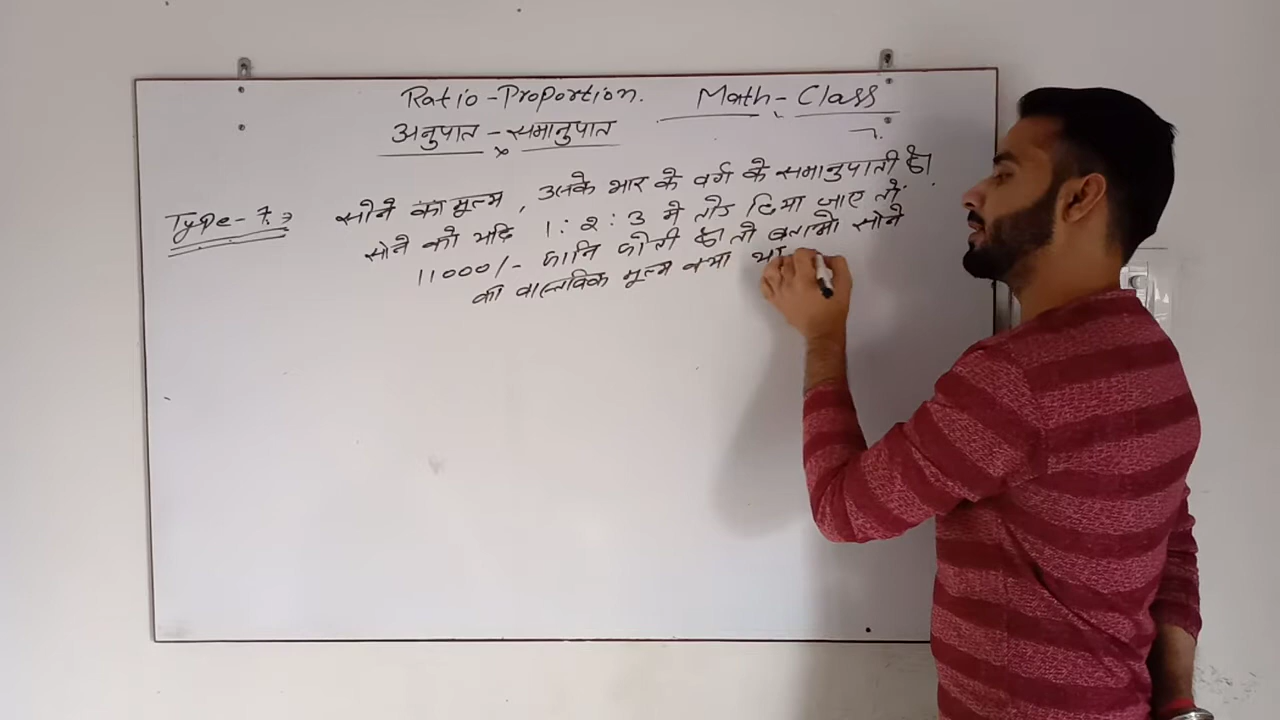 Ratio-Proportion. Math-Class
अनुपात - समानुपात
Type-7 सोने का मूल्य, उसके भार के वर्ग के समानुपाती है।
सोने को यदि 1:2:3 में तोड़ दिया जाए तो
11000/- हानि होती है तो बताओ सोने
का वास्तविक मूल्य क्या था